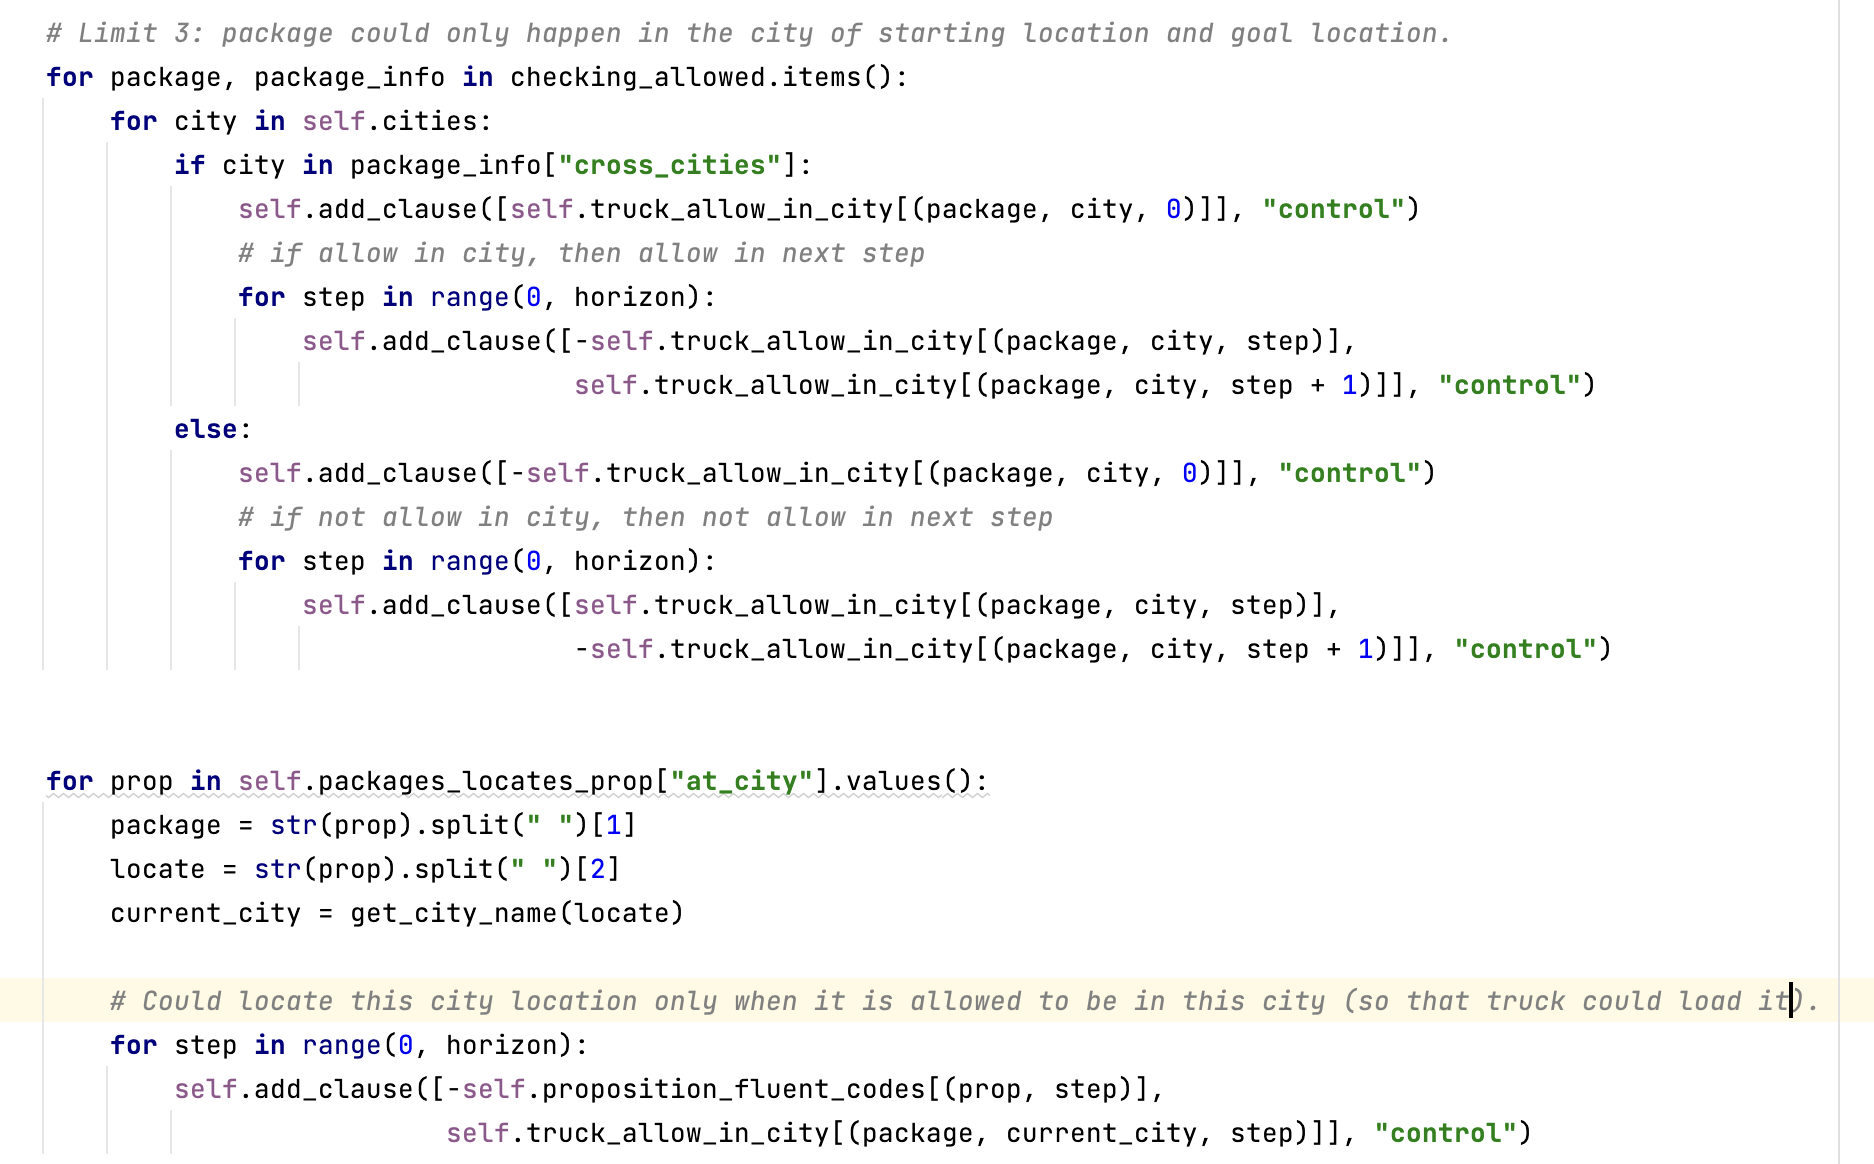 # Limit 3: package could only happen in the city of starting location and goal location.
for package, package_info in checking_allowed.items():
    for city in self.cities:
        if city in package_info["cross_cities"]:
            self.add_clause([self.truck_allow_in_city[(package, city, 0)]], "control")
            # if allow in city, then allow in next step
            for step in range(0, horizon):
                self.add_clause([-self.truck_allow_in_city[(package, city, step)],
                                 self.truck_allow_in_city[(package, city, step + 1)]], "control")
        else:
            self.add_clause([-self.truck_allow_in_city[(package, city, 0)]], "control")
            # if not allow in city, then not allow in next step
            for step in range(0, horizon):
                self.add_clause([self.truck_allow_in_city[(package, city, step)],
                                 -self.truck_allow_in_city[(package, city, step + 1)]], "control")
for prop in self.packages_locates_prop["at_city"].values():
    package = str(prop).split(" ")[1]
    locate = str(prop).split(" ")[2]
    current_city = get_city_name(locate)
    # Could locate this city location only when it is allowed to be in this city (so that truck could load it).
    for step in range(0, horizon):
        self.add_clause([-self.proposition_fluent_codes[(prop, step)],
                         self.truck_allow_in_city[(package, current_city, step)]], "control")